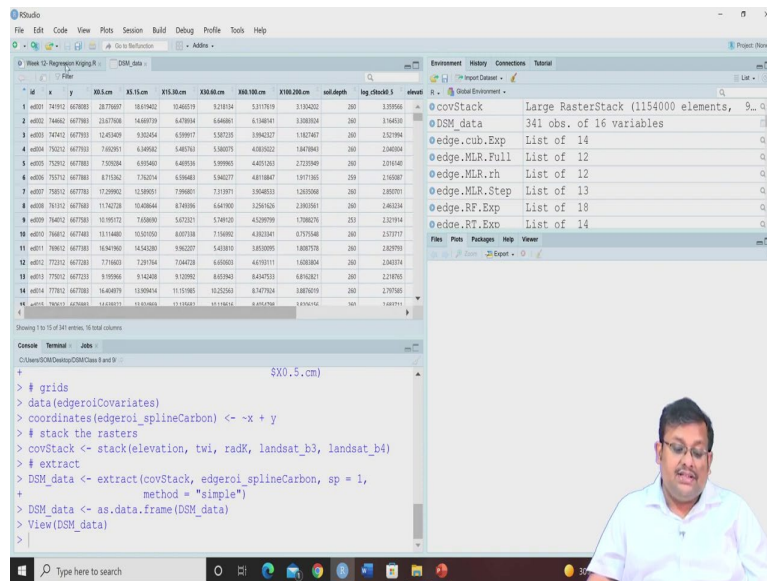 RStudio
File Edit Code View Plots Session Build Debug Profile Tools Help
Go to file/function Addins Project: (None
Week 12- Regression Kriging.R DSM_data
Filter
id x y X0.5.cm X5.15.cm X15.30.cm X30.60.cm X60.100.cm X100.200.cm soil.depth log_cStock0_5 elevati
1 ed001 741912 6678083 28.776697 18.619402 10.466519 9.218134 5.3117619 3.1304202 260 3.359566
2 ed002 744662 6677983 23.677608 14.669739 6.478934 6.646661 6.1348141 3.3083924 260 3.164530
3 ed003 747412 6677933 12.453409 9.302454 6.599917 5.587235 3.9942327 1.1827467 260 2.521994
4 ed004 750212 6677933 7.692951 6.349582 5.485763 5.580075 4.0835022 1.8478943 260 2.040304
5 ed005 752912 6677883 7.509284 6.935460 6.469536 5.999965 4.4051263 2.7235949 260 2.016140
6 ed006 755712 6677883 8.715362 7.762014 6.596483 5.940277 4.8118847 1.9171365 259 2.165087
7 ed007 758512 6677783 17.299902 12.589051 7.996801 7.313971 3.9048533 1.2635068 260 2.850701
8 ed008 761312 6677683 11.742728 10.408644 8.749396 6.641900 3.2561626 2.3903561 260 2.463234
9 ed009 764012 6677583 10.195172 7.658690 5.672321 5.749120 4.5299799 1.7088276 253 2.321914
10 ed010 766812 6677483 13.114480 10.501050 8.007338 7.156992 4.3923341 0.7575548 260 2.573717
11 ed011 769612 6677383 16.941960 14.543280 9.962207 5.433810 3.8530095 1.8087578 260 2.829793
12 ed012 772312 6677283 7.716603 7.291764 7.044728 6.650603 4.6193111 1.6083804 260 2.043374
13 ed013 775012 6677233 9.195966 9.142408 9.120992 8.653943 8.4347533 6.8162821 260 2.218765
14 ed014 777812 6677083 16.404979 13.909414 11.151985 10.252563 8.7477924 3.8876019 260 2.797585
Showing 1 to 15 of 341 entries, 16 total columns
Console Terminal Jobs
C:/Users/SOM/Desktop/DSM/Class 8 and 9/
+ $X0.5.cm)
> # grids
> data(edgeroiCovariates)
> coordinates(edgeroi_splineCarbon) <- ~x + y
> # stack the rasters
> covStack <- stack(elevation, twi, radK, landsat_b3, landsat_b4)
> # extract
> DSM_data <- extract(covStack, edgeroi_splineCarbon, sp = 1,
+ method = "simple")
> DSM_data <- as.data.frame(DSM_data)
> View(DSM_data)
>
Environment History Connections Tutorial
Import Dataset List
R Global Environment
covStack Large RasterStack (1154000 elements, 9…
DSM_data 341 obs. of 16 variables
edge.cub.Exp List of 14
edge.MLR.Full List of 12
edge.MLR.rh List of 12
edge.MLR.Step List of 13
edge.RF.Exp List of 18
edge.RT.Exp List of 14
Files Plots Packages Help Viewer
Zoom Export
Type here to search